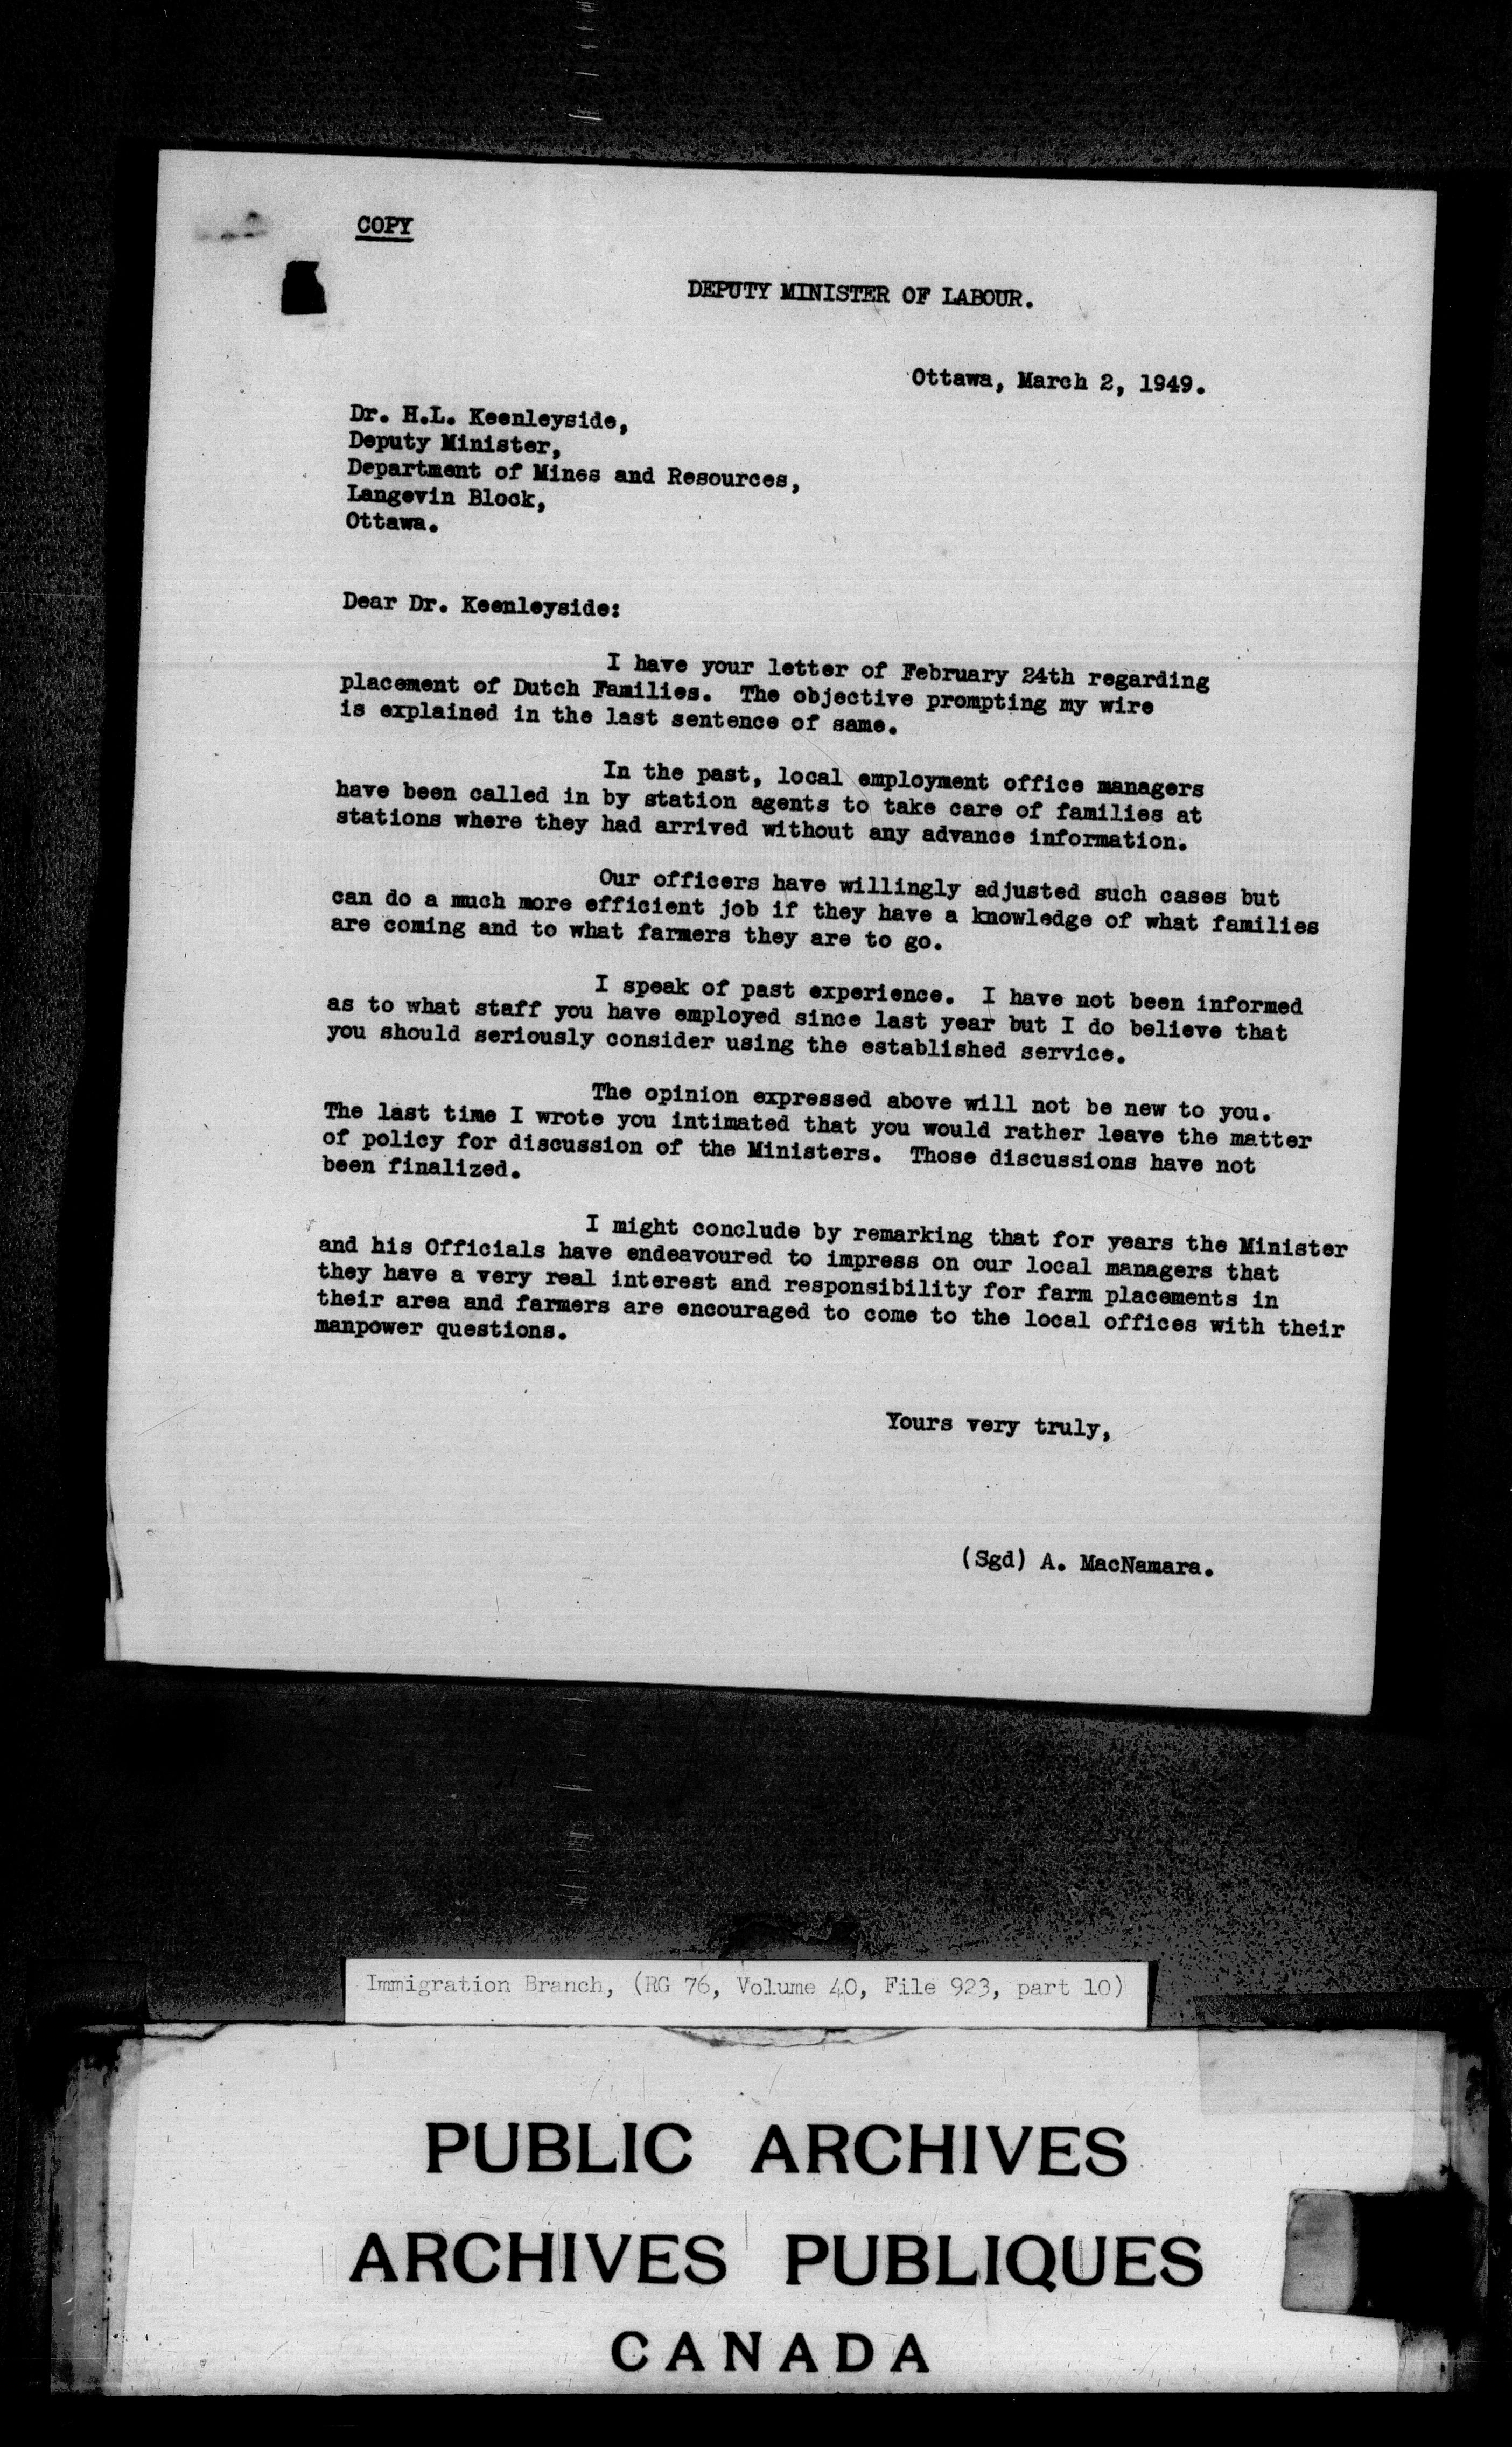 COPY
DEPUTY MINISTER OF LABOUR.
Ottawa, March 2, 1949.
Dr. H.L. Keenleyside,
Deputy Minister,
Department of Mines and Resources,
Langevin Block,
Ottawa.
Dear Dr. Keenleyside:
I have your letter of February 24th regarding
placement of Dutch Families. The objective prompting my wire
is explained in the last sentence of same.
In the past, local employment office managers
have been called in by station agents to take care of families at
stations where they had arrived without any advance information.
Our officers have willingly adjusted such cases but
can do a much more efficient job if they have a knowledge of what families
are coming and to what farmers they are to go.
I speak of past experience. I have not been informed
as to what staff you have employed since last year but I do believe that
you should seriously consider using the established service.
The opinion expressed above will not be new to you.
The last time I wrote you intimated that you would rather leave the matter
of policy for discussion of the Ministers. Those discussions have not
been finalized.
I might conclude by remarking that for years the Minister
and his Officials have endeavoured to impress on our local managers that
they have a very real interest and responsibility for farm placements in
their area and farmers are encouraged to come to the local offices with their
manpower questions.
Yours very truly,
(Sgd) A. MacNamara.
Immigration Branch, (RG 76, Volume 40, File 923, part 10)
PUBLIC ARCHIVES
ARCHIVES PUBLIQUES
CANADA